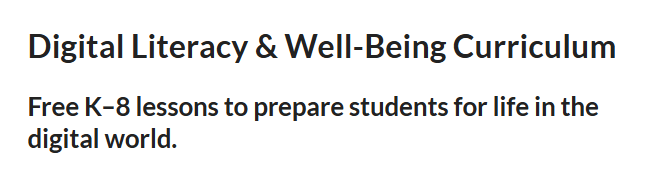 Digital Literacy & Well-Being Curriculum
Free K–8 lessons to prepare students for life in the
digital world.